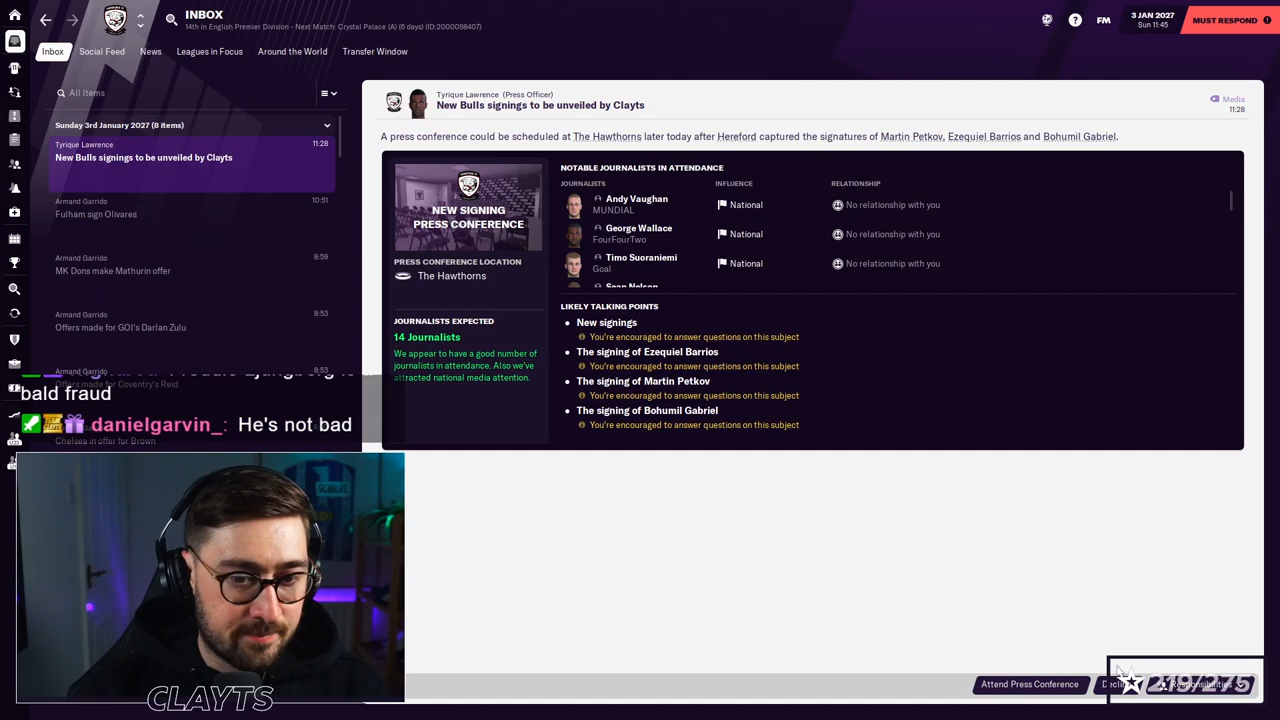 INBOX
14th in English Premier Division - Next Match: Crystal Palace (A) (6 days) (ID:2000098407)
FM
3 JAN 2027
Sun 11:45
MUST RESPOND
Inbox
Social Feed
News
Leagues in Focus
Around the World
Transfer Window
All Items
Sunday 3rd January 2027 (8 items)
Tyrique Lawrence
11:28
New Bulls signings to be unveiled by Clayts
Armand Garrido
10:51
Fulham sign Olivares
Armand Garrido
8:59
MK Dons make Mathurin offer
Armand Garrido
8:53
Offers made for GOI's Darlan Zulu
Armand Garrido
8:53
Offers made for Coventry's Reid
bald fraud
danielgarvin_: He's not bad
Chelsea in offer for Brown
CLAYTS
Tyrique Lawrence (Press Officer)
New Bulls signings to be unveiled by Clayts
Media
11:28
A press conference could be scheduled at The Hawthorns later today after Hereford captured the signatures of Martin Petkov, Ezequiel Barrios and Bohumil Gabriel.
NEW SIGNING
PRESS CONFERENCE
PRESS CONFERENCE LOCATION
The Hawthorns
JOURNALISTS EXPECTED
14 Journalists
We appear to have a good number of
journalists in attendance. Also we've
attracted national media attention.
NOTABLE JOURNALISTS IN ATTENDANCE
JOURNALISTS
INFLUENCE
RELATIONSHIP
Andy Vaughan
MUNDIAL
National
No relationship with you
George Wallace
FourFourTwo
National
No relationship with you
Timo Suoraniemi
Goal
National
No relationship with you
Sean Nelson
LIKELY TALKING POINTS
New signings
You're encouraged to answer questions on this subject
The signing of Ezequiel Barrios
You're encouraged to answer questions on this subject
The signing of Martin Petkov
You're encouraged to answer questions on this subject
The signing of Bohumil Gabriel
You're encouraged to answer questions on this subject
Attend Press Conference
Responsibilities
219/275